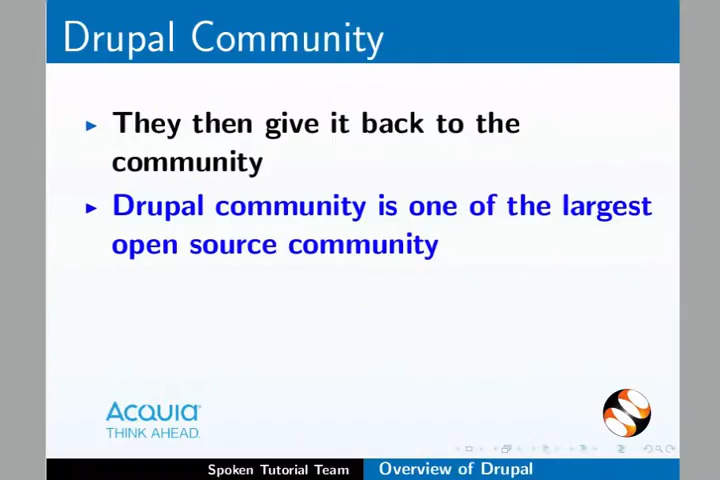 Drupal Community
They then give it back to the
community
Drupal community is one of the largest
open source community
ACQUIA
THINK AHEAD.
Spoken Tutorial Team
Overview of Drupal